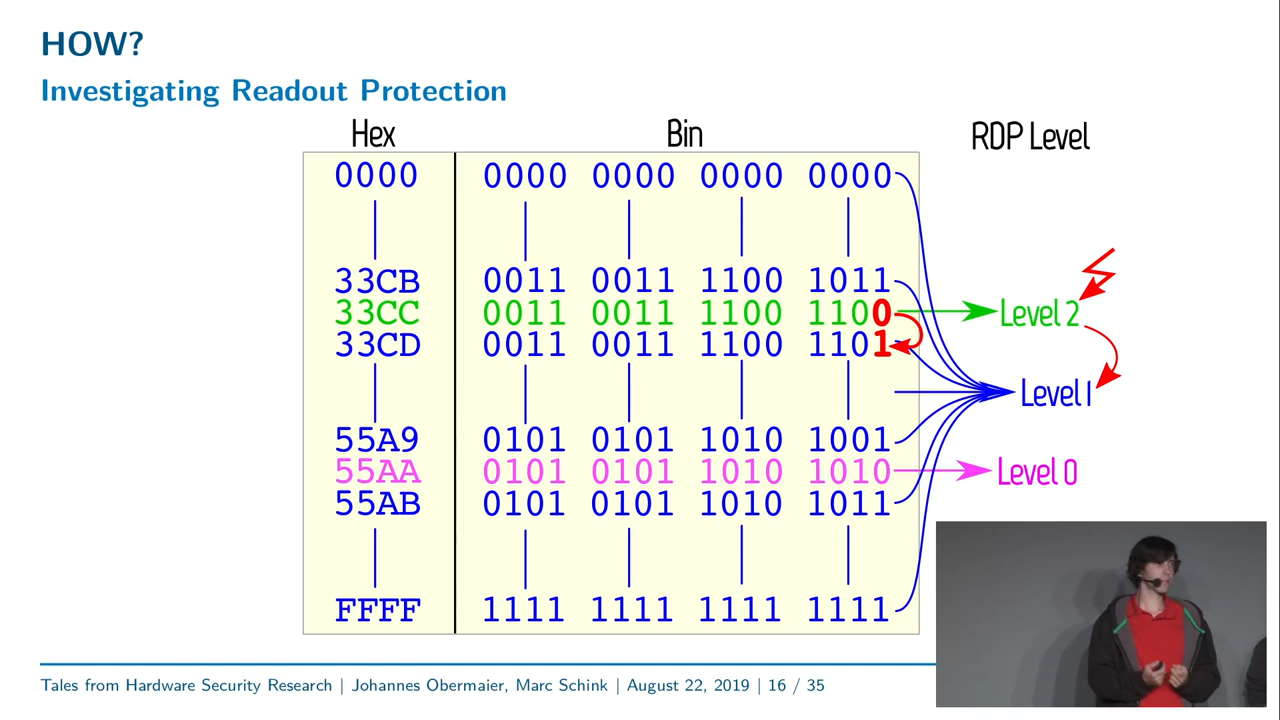 HOW?
Investigating Readout Protection
Hex Bin RDP Level
0000 0000 0000 0000 0000
33CB 0011 0011 1100 1011
33CC 0011 0011 1100 1100 Level 2
33CD 0011 0011 1100 1101
Level 1
55A9 0101 0101 1010 1001
55AA 0101 0101 1010 1010 Level 0
55AB 0101 0101 1010 1011
FFFF 1111 1111 1111 1111
Tales from Hardware Security Research | Johannes Obermaier, Marc Schink | August 22, 2019 | 16 / 35